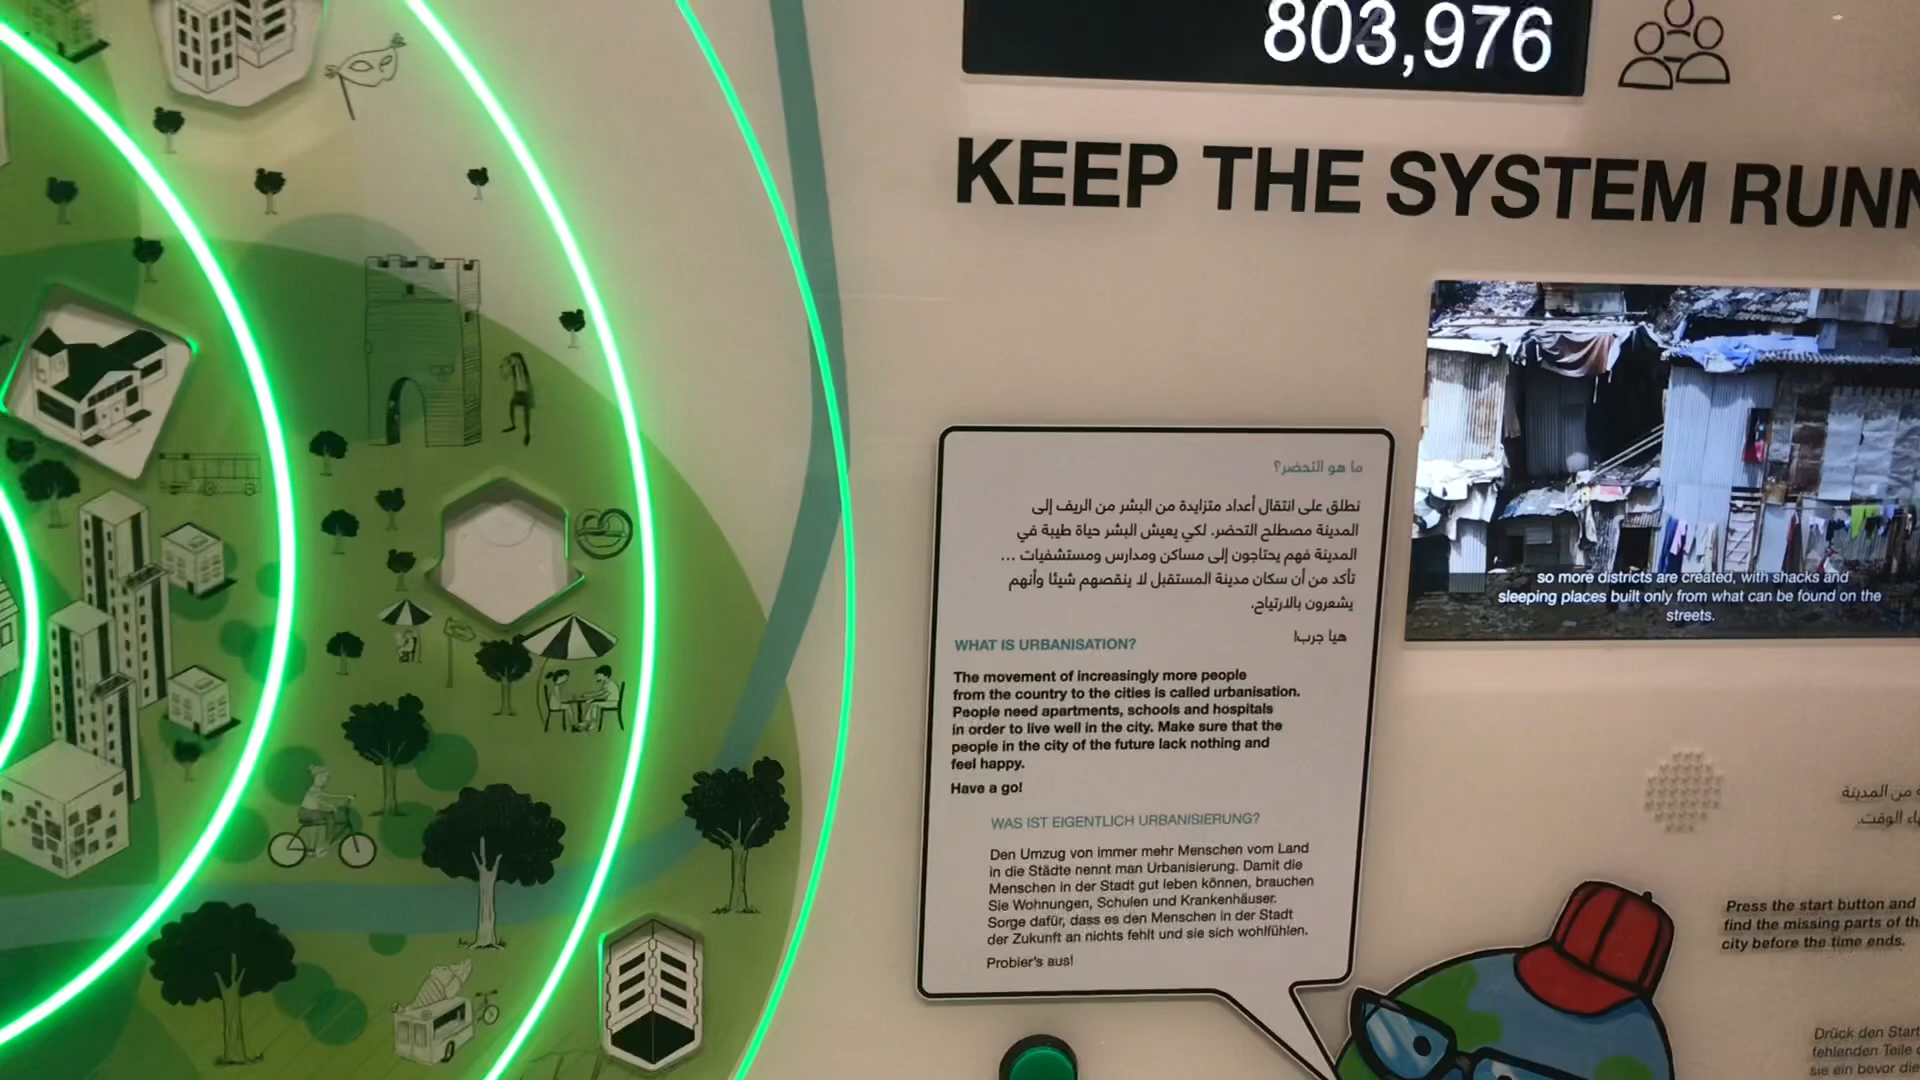 803,976
KEEP THE SYSTEM
ما هو التحضر؟
نطلق على انتقال أعداد متزايدة من البشر من الريف إلى
المدينة مصطلح التحضر. لكي يعيش البشر حياة طيبة في
المدينة فهم يحتاجون إلى مساكن ومدارس ومستشفيات ...
تأكد من أن سكان مدينة المستقبل لا ينقصهم شيئا وأنهم
يشعرون بالارتياح.
هيا جرب!
WHAT IS URBANISATION?
The movement of increasingly more people
from the country to the cities is called urbanisation.
People need apartments, schools and hospitals
in order to live well in the city. Make sure that the
people in the city of the future lack nothing and
feel happy.
Have a go!
WAS IST EIGENTLICH URBANISIERUNG?
Den Umzug von immer mehr Menschen vom Land
in die Städte nennt man Urbanisierung. Damit die
Menschen in der Stadt gut leben können, brauchen
Sie Wohnungen, Schulen und Krankenhäuser.
Sorge dafür, dass es den Menschen in der Stadt
der Zukunft an nichts fehlt und sie sich wohlfühlen.
Probier's aus!
so more districts are created, with shacks and
sleeping places built only from what can be found on the
streets.
من المدينة
الوقت.
Press the start button and
find the missing parts of
city before the time ends.
Drück den Start
fehlenden Teile
sie ein bevor die